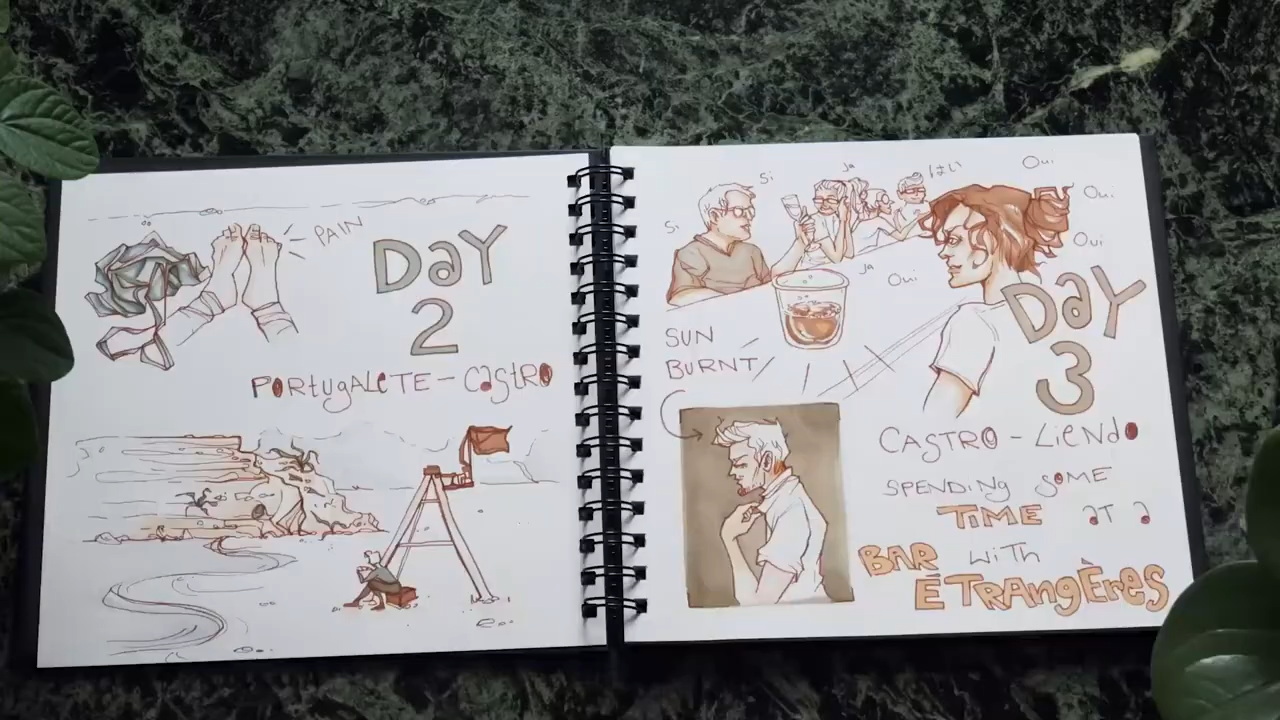 PAIN
DaY
2
PORtugALeTE - CastRO
Si
Ja
はい
Oui
Oui
Si
Oui
Ja
Oui
DaY
3
SUN
BURNT
CASTRO - LieNdo
SPENDiNg SOME
TiME aT a
BAR WiTH
ÉTRAngÈRes